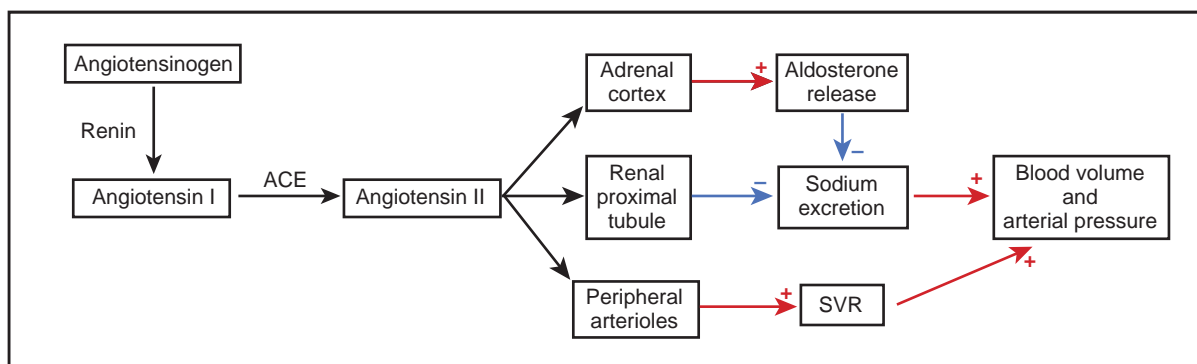 Angiotensinogen
Renin
Angiotensin I
ACE
Angiotensin II
Adrenal
cortex
+
Aldosterone
release
–
Renal
proximal
tubule
–
Sodium
excretion
+
Blood volume
and
arterial pressure
Peripheral
arterioles
+
SVR
+